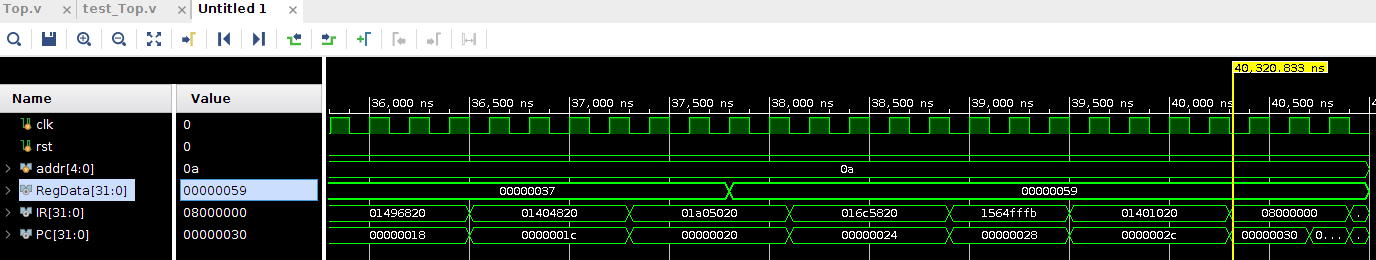 Top.v × test_Top.v × Untitled 1 ×
40,320.833 ns
Name Value
36,000 ns 36,500 ns 37,000 ns 37,500 ns 38,000 ns 38,500 ns 39,000 ns 39,500 ns 40,000 ns 40,500 ns
clk 0
rst 0
addr[4:0] 0a 0a
RegData[31:0] 00000059 00000037 00000059
IR[31:0] 08000000 01496820 01404820 01a05020 016c5820 1564fffb 01401020 08000000 .
PC[31:0] 00000030 00000018 0000001c 00000020 00000024 00000028 0000002c 00000030 0... .